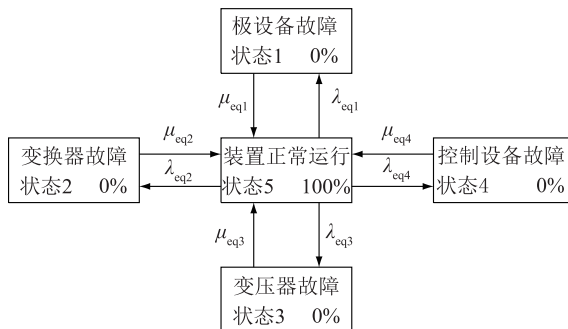 极设备故障
状态1 0%
μeq1
λeq1
μeq2
μeq4
变换器故障
状态2 0%
装置正常运行
状态5 100%
控制设备故障
状态4 0%
λeq2
λeq4
μeq3
λeq3
变压器故障
状态3 0%